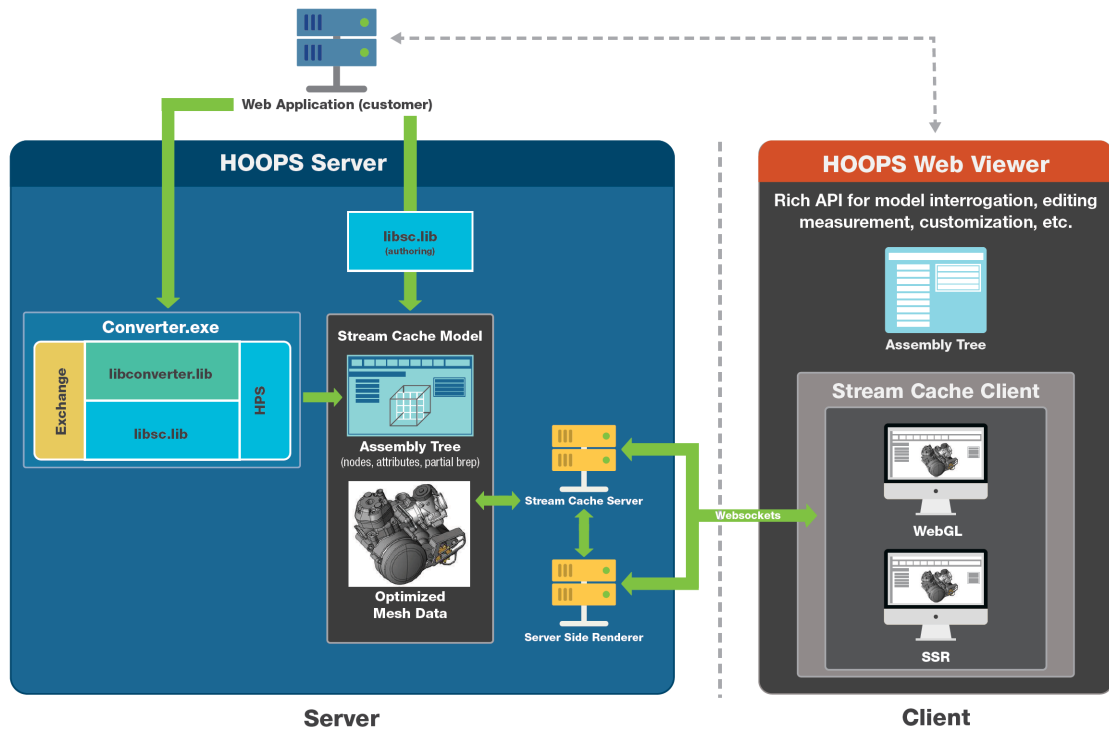 Web Application (customer)
HOOPS Server
libsc.lib
(authoring)
Converter.exe
Exchange
libconverter.lib
libsc.lib
HPS
Stream Cache Model
Assembly Tree
(nodes, attributes, partial brep)
Optimized
Mesh Data
Stream Cache Server
Server Side Renderer
Websockets
HOOPS Web Viewer
Rich API for model interrogation, editing
measurement, customization, etc.
Assembly Tree
Stream Cache Client
WebGL
SSR
Server
Client